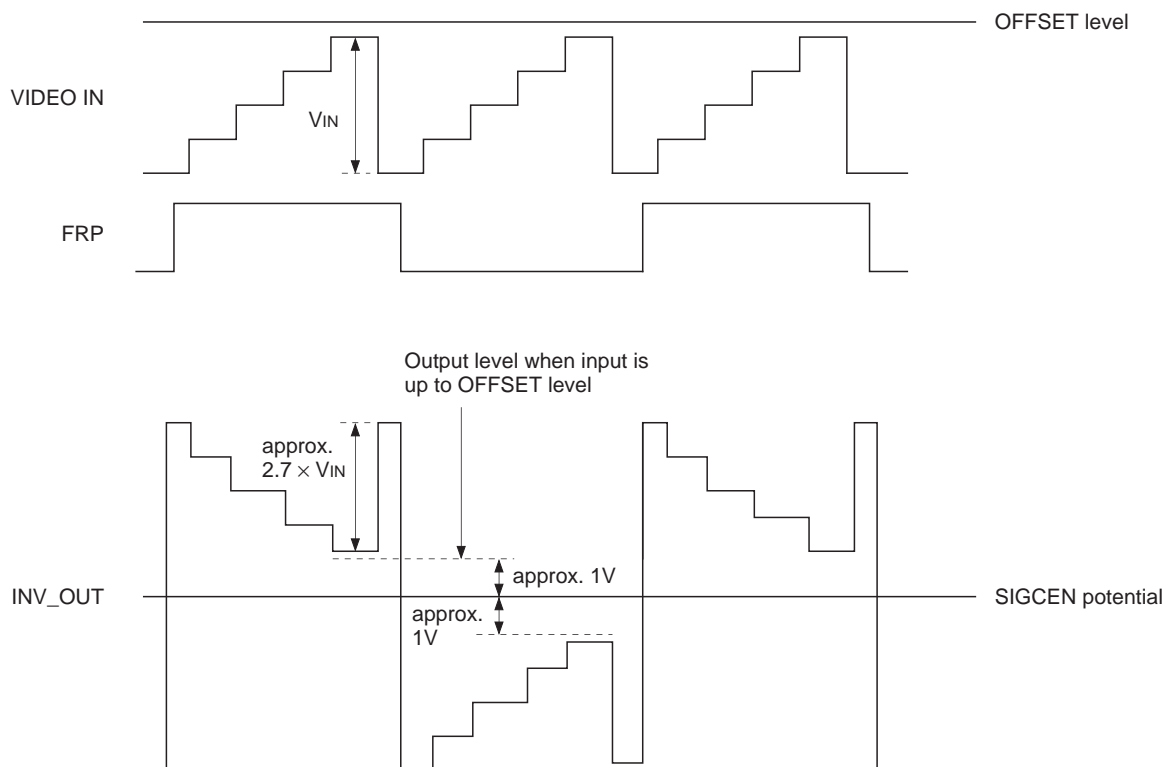 OFFSET level
VIDEO IN
VIN
FRP
Output level when input is
up to OFFSET level
approx.
2.7 × VIN
approx. 1V
INV_OUT
SIGCEN potential
approx.
1V